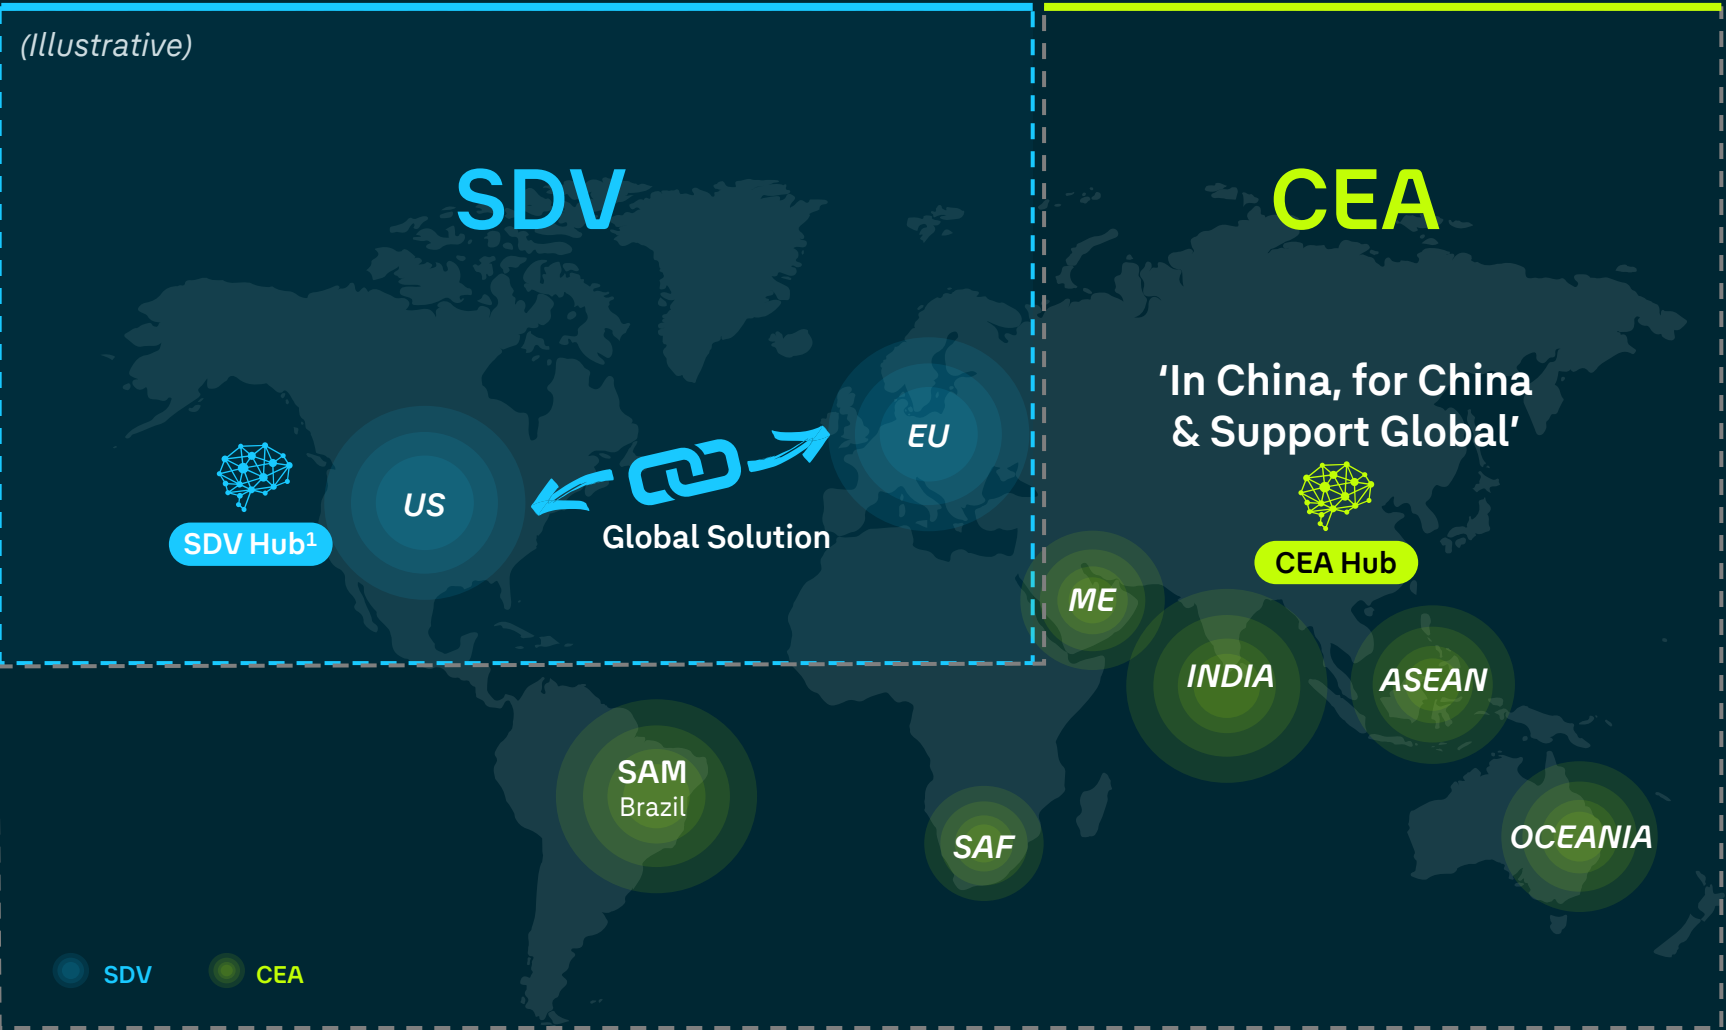 (Illustrative)
SDV
CEA
‘In China, for China
& Support Global’
EU
US
SDV Hub¹
Global Solution
CEA Hub
ME
INDIA
ASEAN
SAM
Brazil
SAF
OCEANIA
SDV
CEA